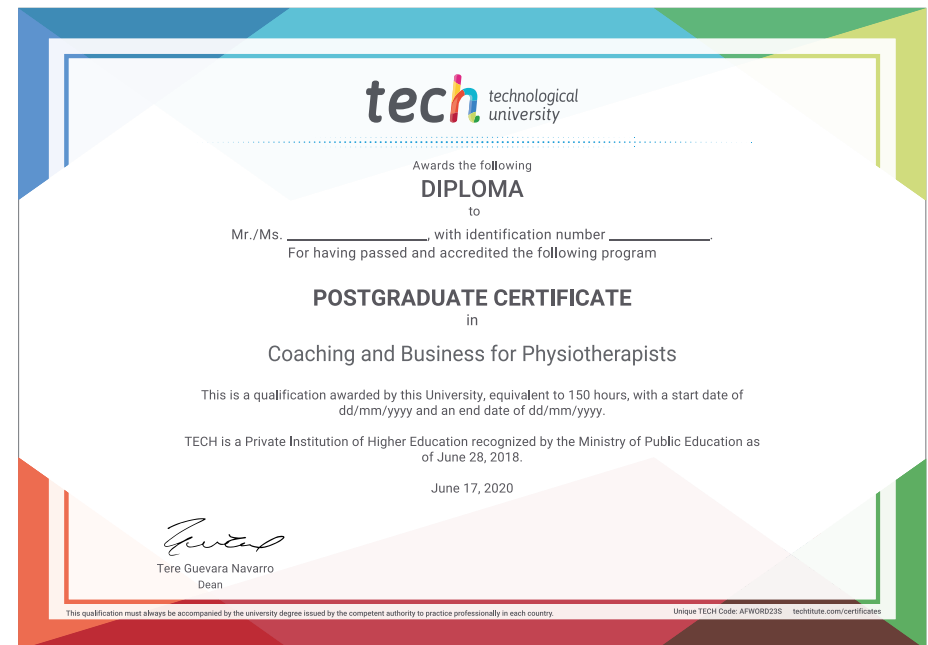 tech technological
university
Awards the following
DIPLOMA
to
Mr./Ms. ____________________, with identification number ______________.
For having passed and accredited the following program
POSTGRADUATE CERTIFICATE
in
Coaching and Business for Physiotherapists
This is a qualification awarded by this University, equivalent to 150 hours, with a start date of
dd/mm/yyyy and an end date of dd/mm/yyyy.
TECH is a Private Institution of Higher Education recognized by the Ministry of Public Education as
of June 28, 2018.
June 17, 2020
Tere Guevara Navarro
Dean
This qualification must always be accompanied by the university degree issued by the competent authority to practice professionally in each country.
Unique TECH Code: AFWORD23S techtitute.com/certificates